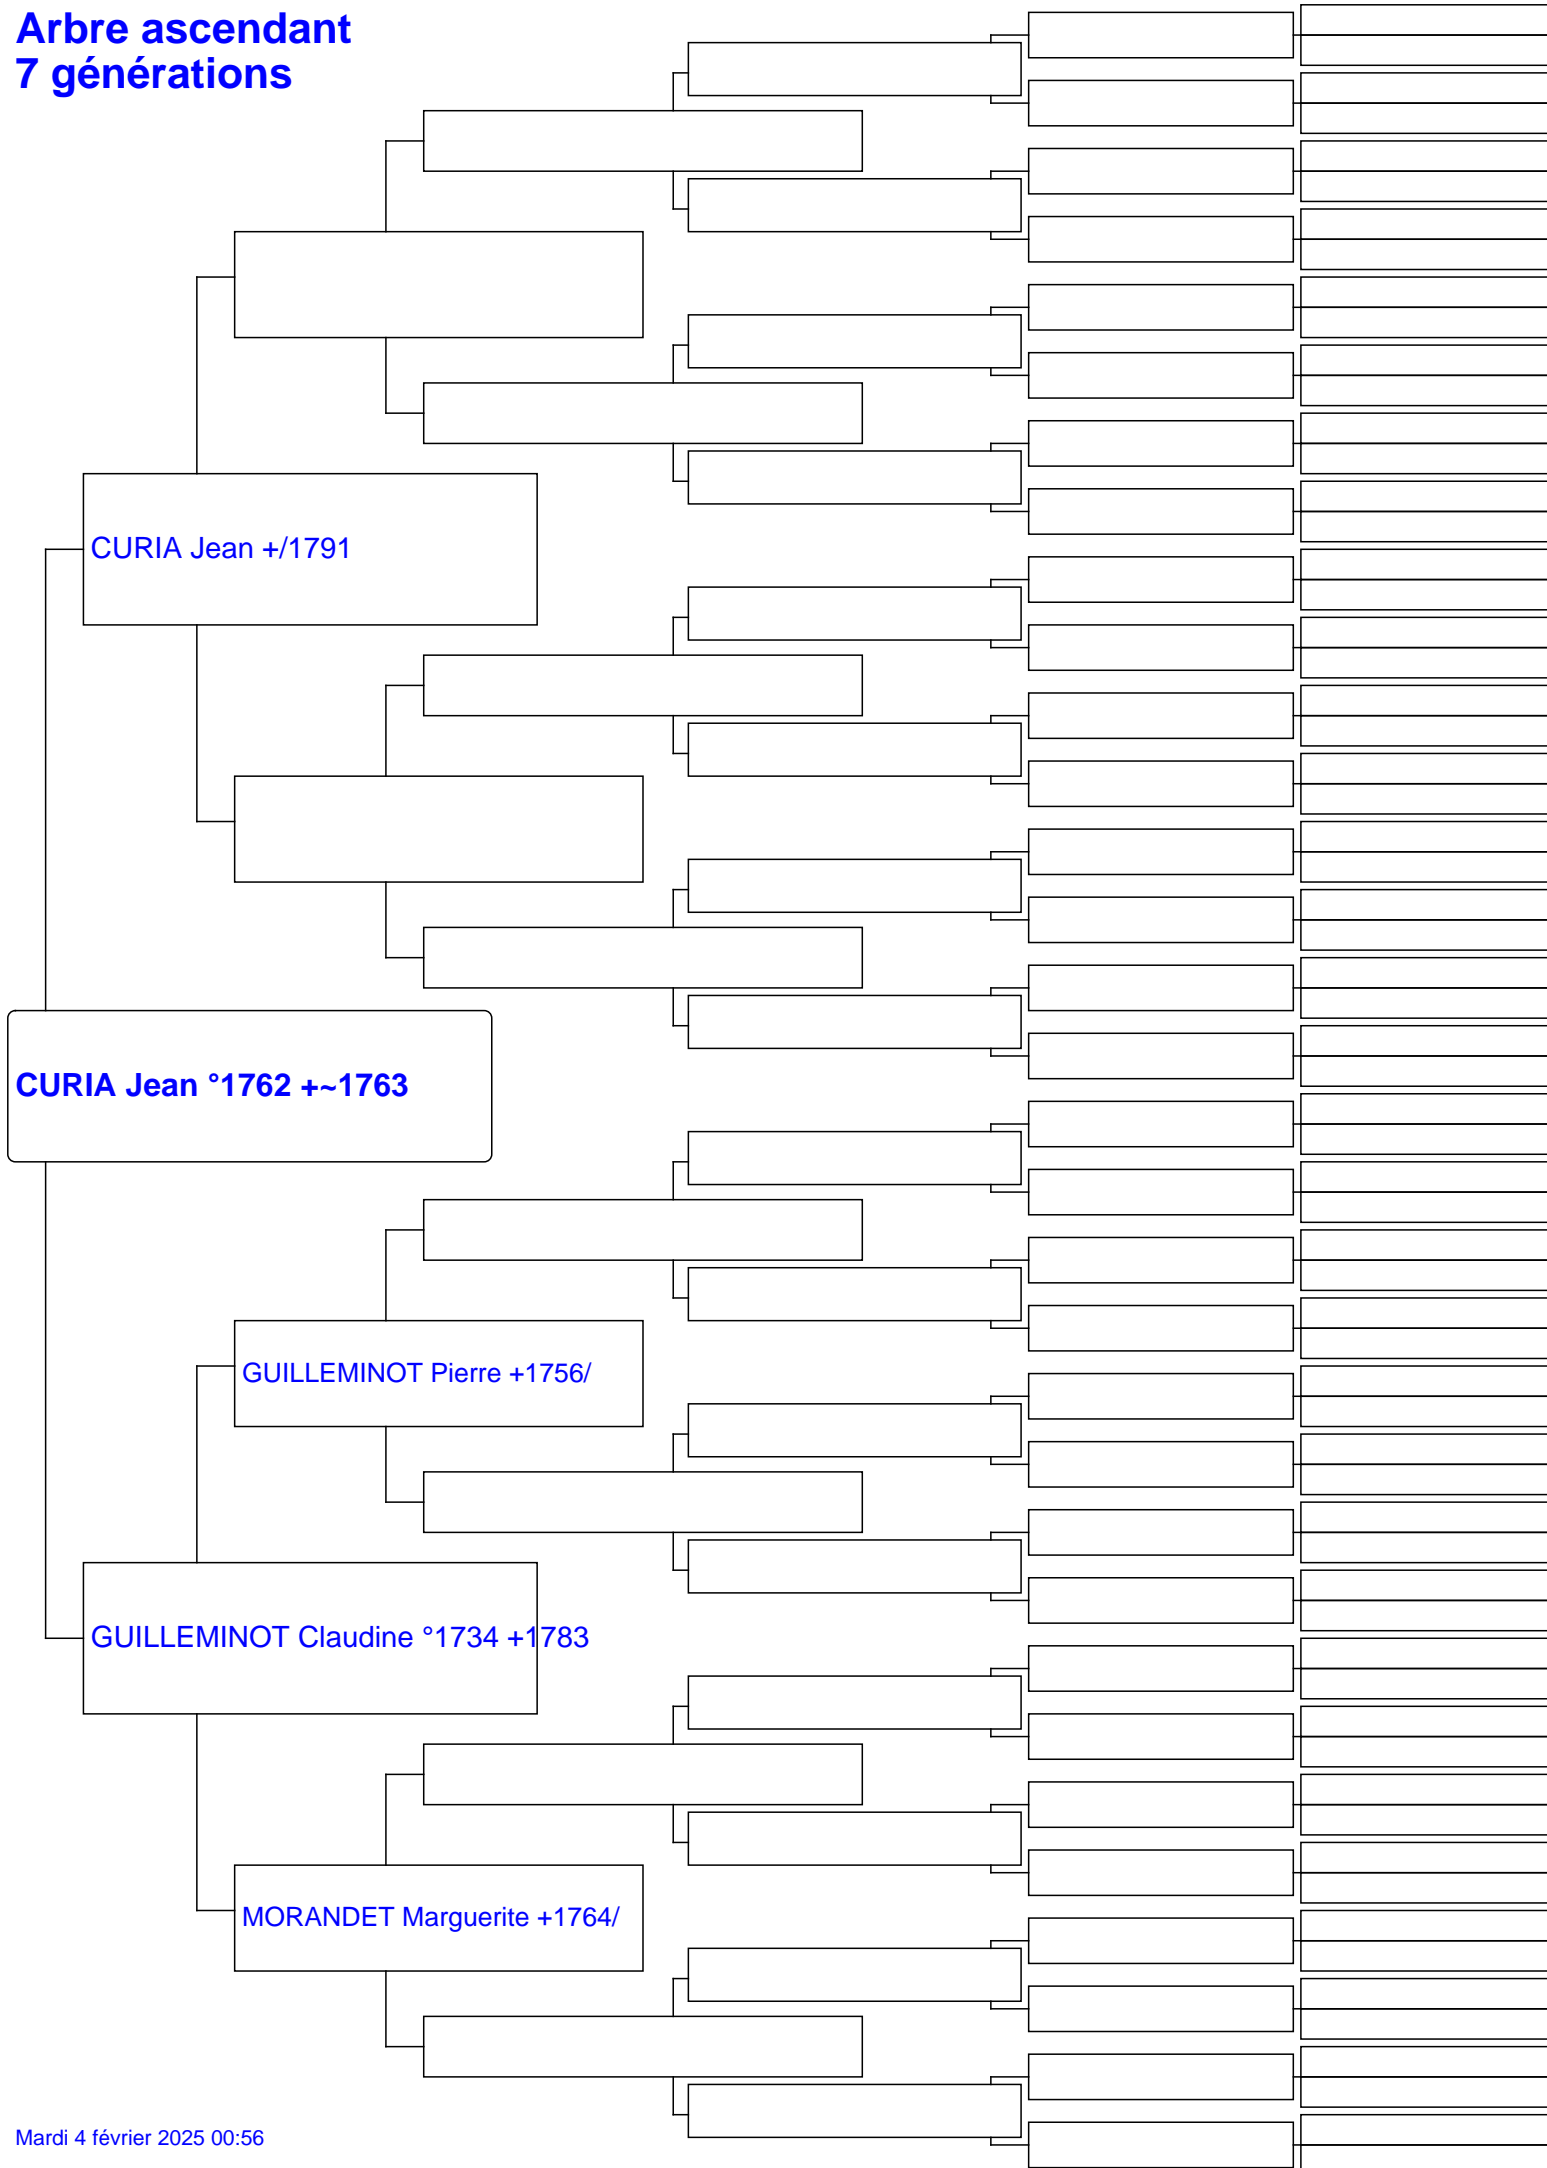 Arbre ascendant
7 générations
CURIA Jean +/1791
CURIA Jean °1762 +~1763
GUILLEMINOT Pierre +1756/
GUILLEMINOT Claudine °1734 +1783
MORANDET Marguerite +1764/
Mardi 4 février 2025 00:56